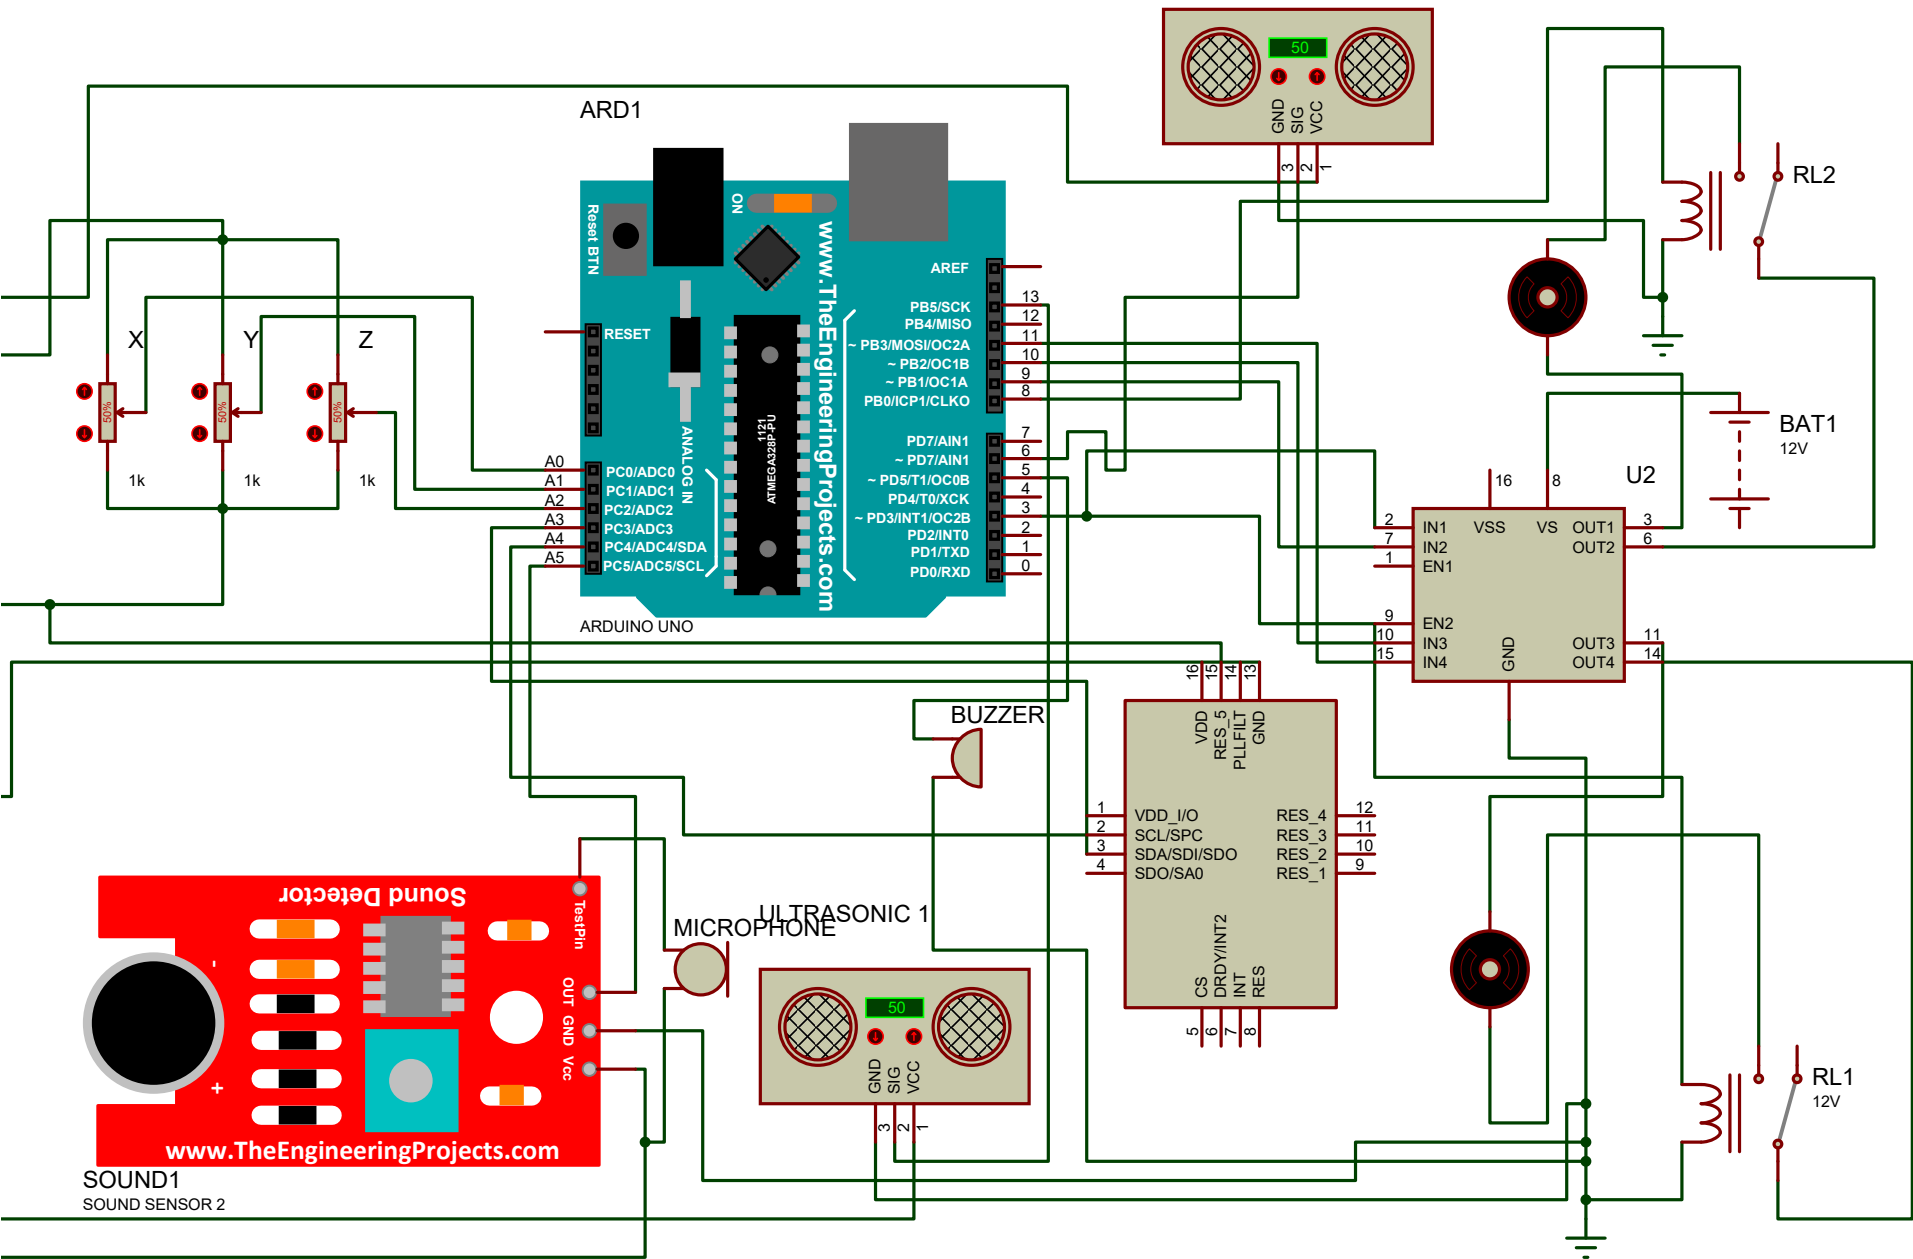 50
GND
SIG
VCC
3
2
1
ARD1
RL2
ON
Reset BTN
www.TheEngineeringProjects.com
AREF
RESET
PB5/SCK
13
PB4/MISO
12
~ PB3/MOSI/OC2A
11
~ PB2/OC1B
10
~ PB1/OC1A
9
PB0/ICP1/CLKO
8
X
Y
Z
50%
50%
50%
1k
1k
1k
1121
ATMEGA328P-PU
ANALOG IN
PD7/AIN1
7
~ PD7/AIN1
6
~ PD5/T1/OC0B
5
PD4/T0/XCK
4
~ PD3/INT1/OC2B
3
PD2/INT0
2
PD1/TXD
1
PD0/RXD
0
A0
PC0/ADC0
A1
PC1/ADC1
A2
PC2/ADC2
A3
PC3/ADC3
A4
PC4/ADC4/SDA
A5
PC5/ADC5/SCL
ARDUINO UNO
BAT1
12V
U2
16
8
VSS
VS
2
IN1
OUT1
3
7
IN2
OUT2
6
1
EN1
9
EN2
10
IN3
OUT3
11
15
IN4
OUT4
14
GND
16
15
14
13
VDD
RES_5
PLLFILT
GND
1
VDD_I/O
RES_4
12
2
SCL/SPC
RES_3
11
3
SDA/SDI/SDO
RES_2
10
4
SDO/SA0
RES_1
9
CS
DRDY/INT2
INT
RES
5
6
7
8
BUZZER
Sound Detector
TestPin
OUT
GND
Vcc
-
+
www.TheEngineeringProjects.com
SOUND1
SOUND SENSOR 2
MICROPHONE
ULTRASONIC 1
50
GND
SIG
VCC
3
2
1
RL1
12V